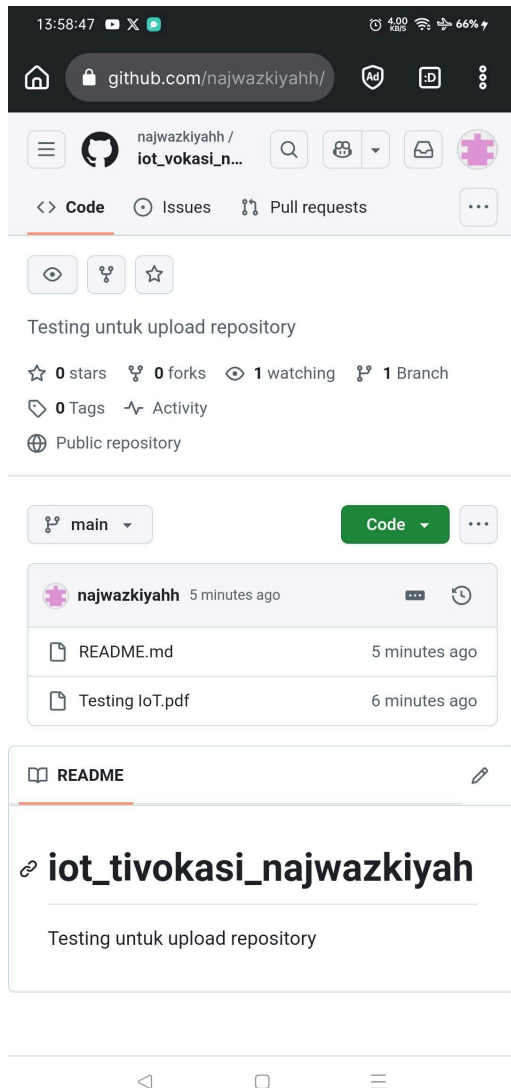 13:58:47
4.00 KB/S
66%
github.com/najwazkiyahh/
Ad
:D
najwazkiyahh /
iot_vokasi_n...
Code
Issues
Pull requests
Testing untuk upload repository
0 stars 0 forks 1 watching 1 Branch
0 Tags Activity
Public repository
main
Code
najwazkiyahh 5 minutes ago
README.md 5 minutes ago
Testing IoT.pdf 6 minutes ago
README
iot_tivokasi_najwazkiyah
Testing untuk upload repository